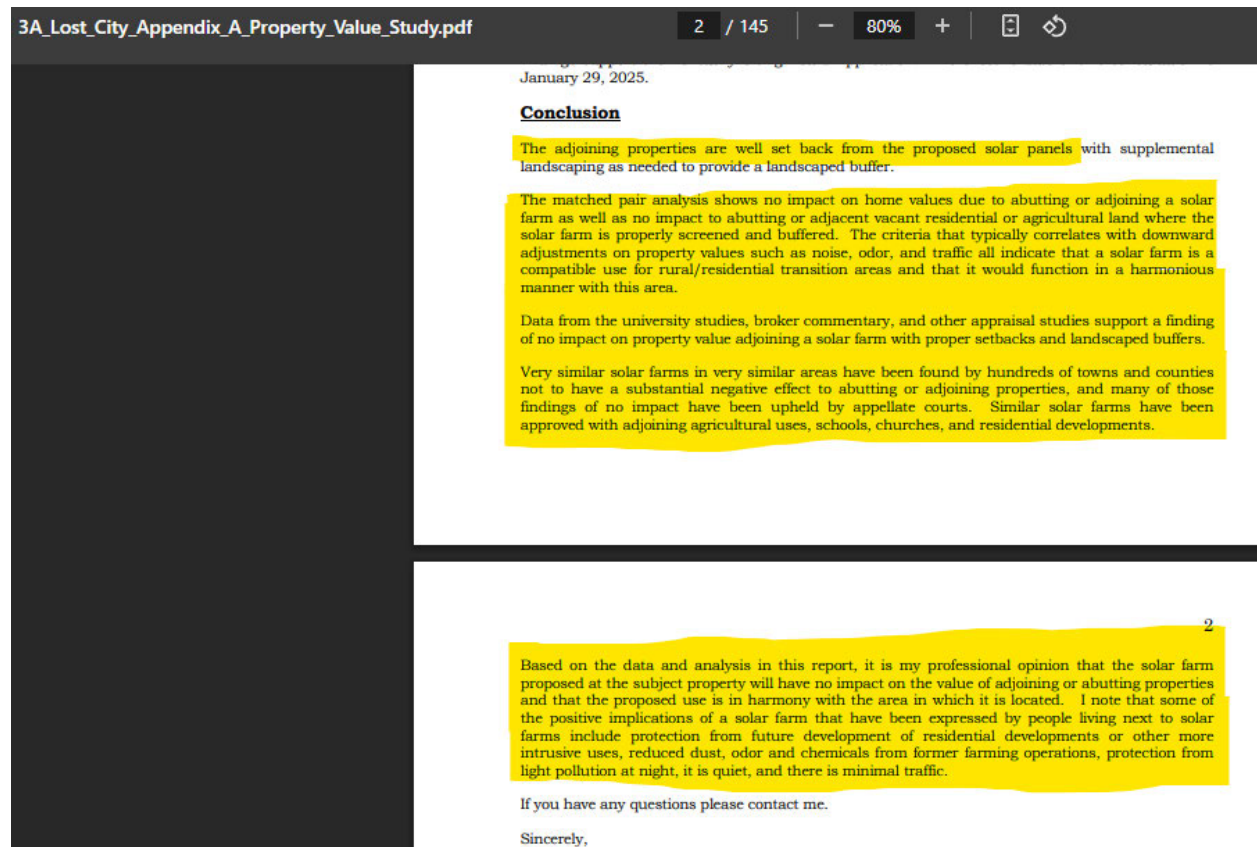 3A_Lost_City_Appendix_A_Property_Value_Study.pdf 2 / 145 80%
January 29, 2025.
Conclusion
The adjoining properties are well set back from the proposed solar panels with supplemental
landscaping as needed to provide a landscaped buffer.
The matched pair analysis shows no impact on home values due to abutting or adjoining a solar
farm as well as no impact to abutting or adjacent vacant residential or agricultural land where the
solar farm is properly screened and buffered. The criteria that typically correlates with downward
adjustments on property values such as noise, odor, and traffic all indicate that a solar farm is a
compatible use for rural/residential transition areas and that it would function in a harmonious
manner with this area.
Data from the university studies, broker commentary, and other appraisal studies support a finding
of no impact on property value adjoining a solar farm with proper setbacks and landscaped buffers.
Very similar solar farms in very similar areas have been found by hundreds of towns and counties
not to have a substantial negative effect to abutting or adjoining properties, and many of those
findings of no impact have been upheld by appellate courts. Similar solar farms have been
approved with adjoining agricultural uses, schools, churches, and residential developments.
2
Based on the data and analysis in this report, it is my professional opinion that the solar farm
proposed at the subject property will have no impact on the value of adjoining or abutting properties
and that the proposed use is in harmony with the area in which it is located. I note that some of
the positive implications of a solar farm that have been expressed by people living next to solar
farms include protection from future development of residential developments or other more
intrusive uses, reduced dust, odor and chemicals from former farming operations, protection from
light pollution at night, it is quiet, and there is minimal traffic.
If you have any questions please contact me.
Sincerely,